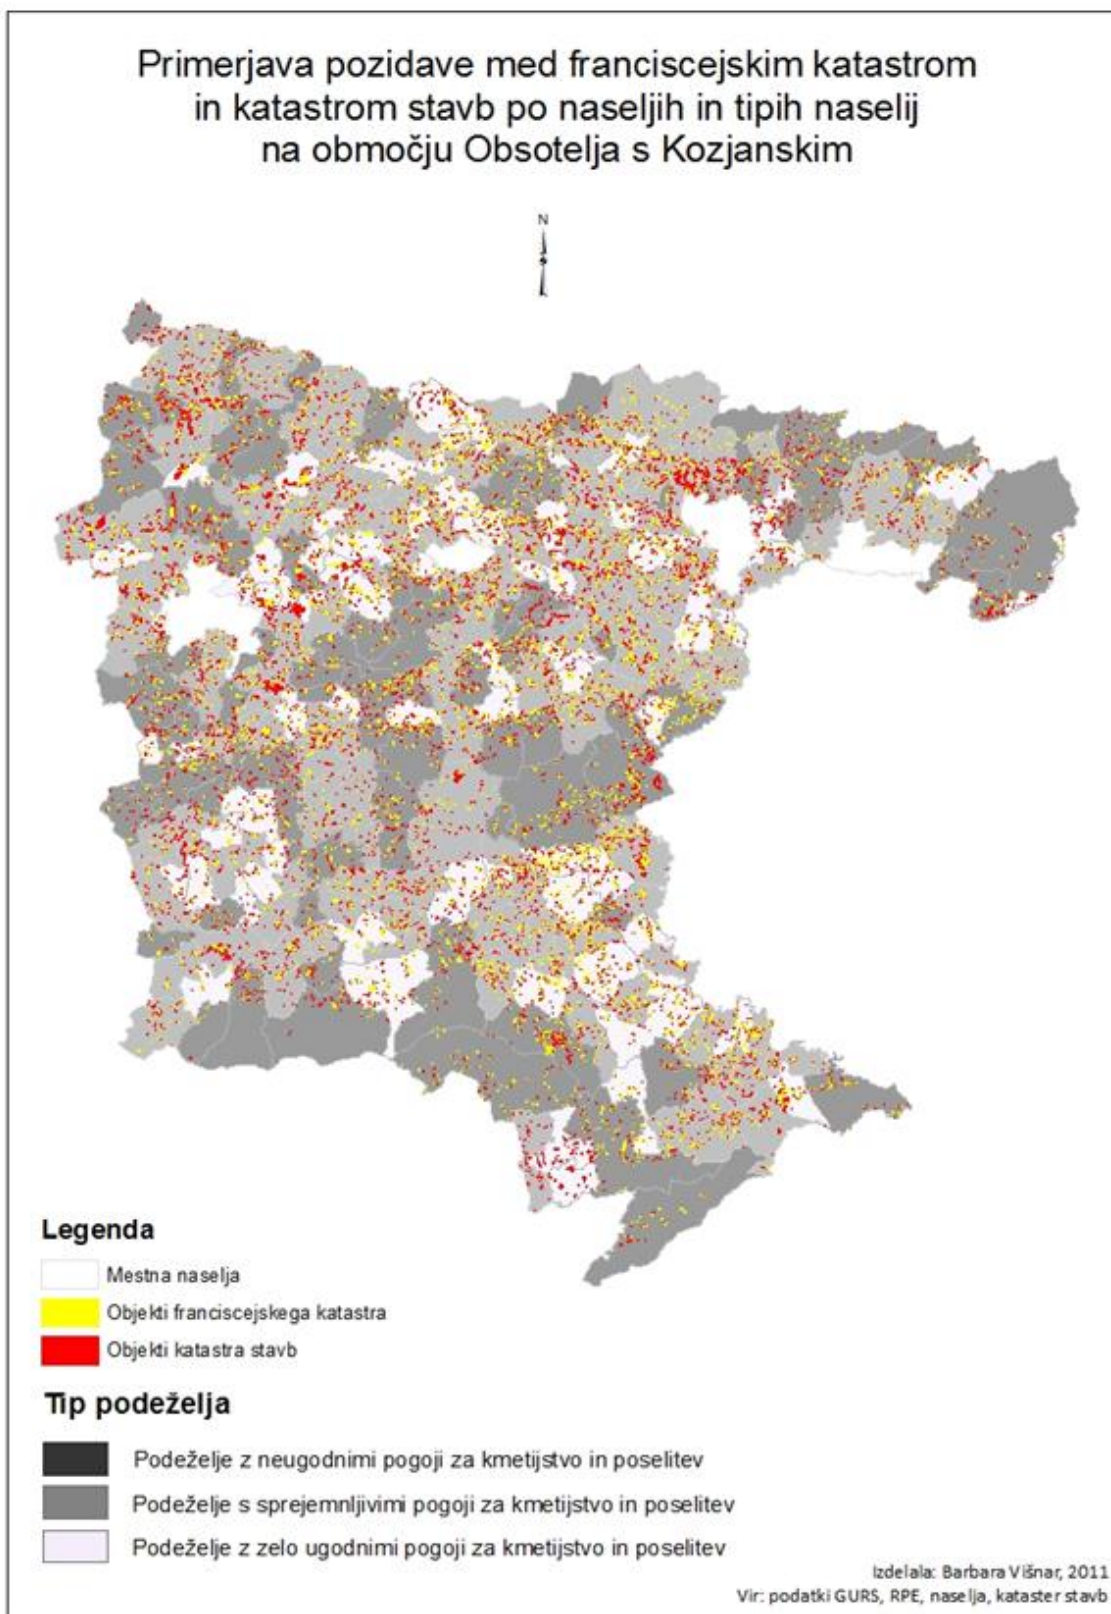 Primerjava pozidave med franciscejskim katastrom
in katastrom stavb po naseljih in tipih naselij
na območju Obsotelja s Kozjanskim
N
Legenda
Mestna naselja
Objekti franciscejskega katastra
Objekti katastra stavb
Tip podeželja
Podeželje z neugodnimi pogoji za kmetijstvo in poselitev
Podeželje s sprejemnljivimi pogoji za kmetijstvo in poselitev
Podeželje z zelo ugodnimi pogoji za kmetijstvo in poselitev
Izdelala: Barbara Višnar, 2011
Vir: podatki GURS, RPE, naselja, kataster stavb